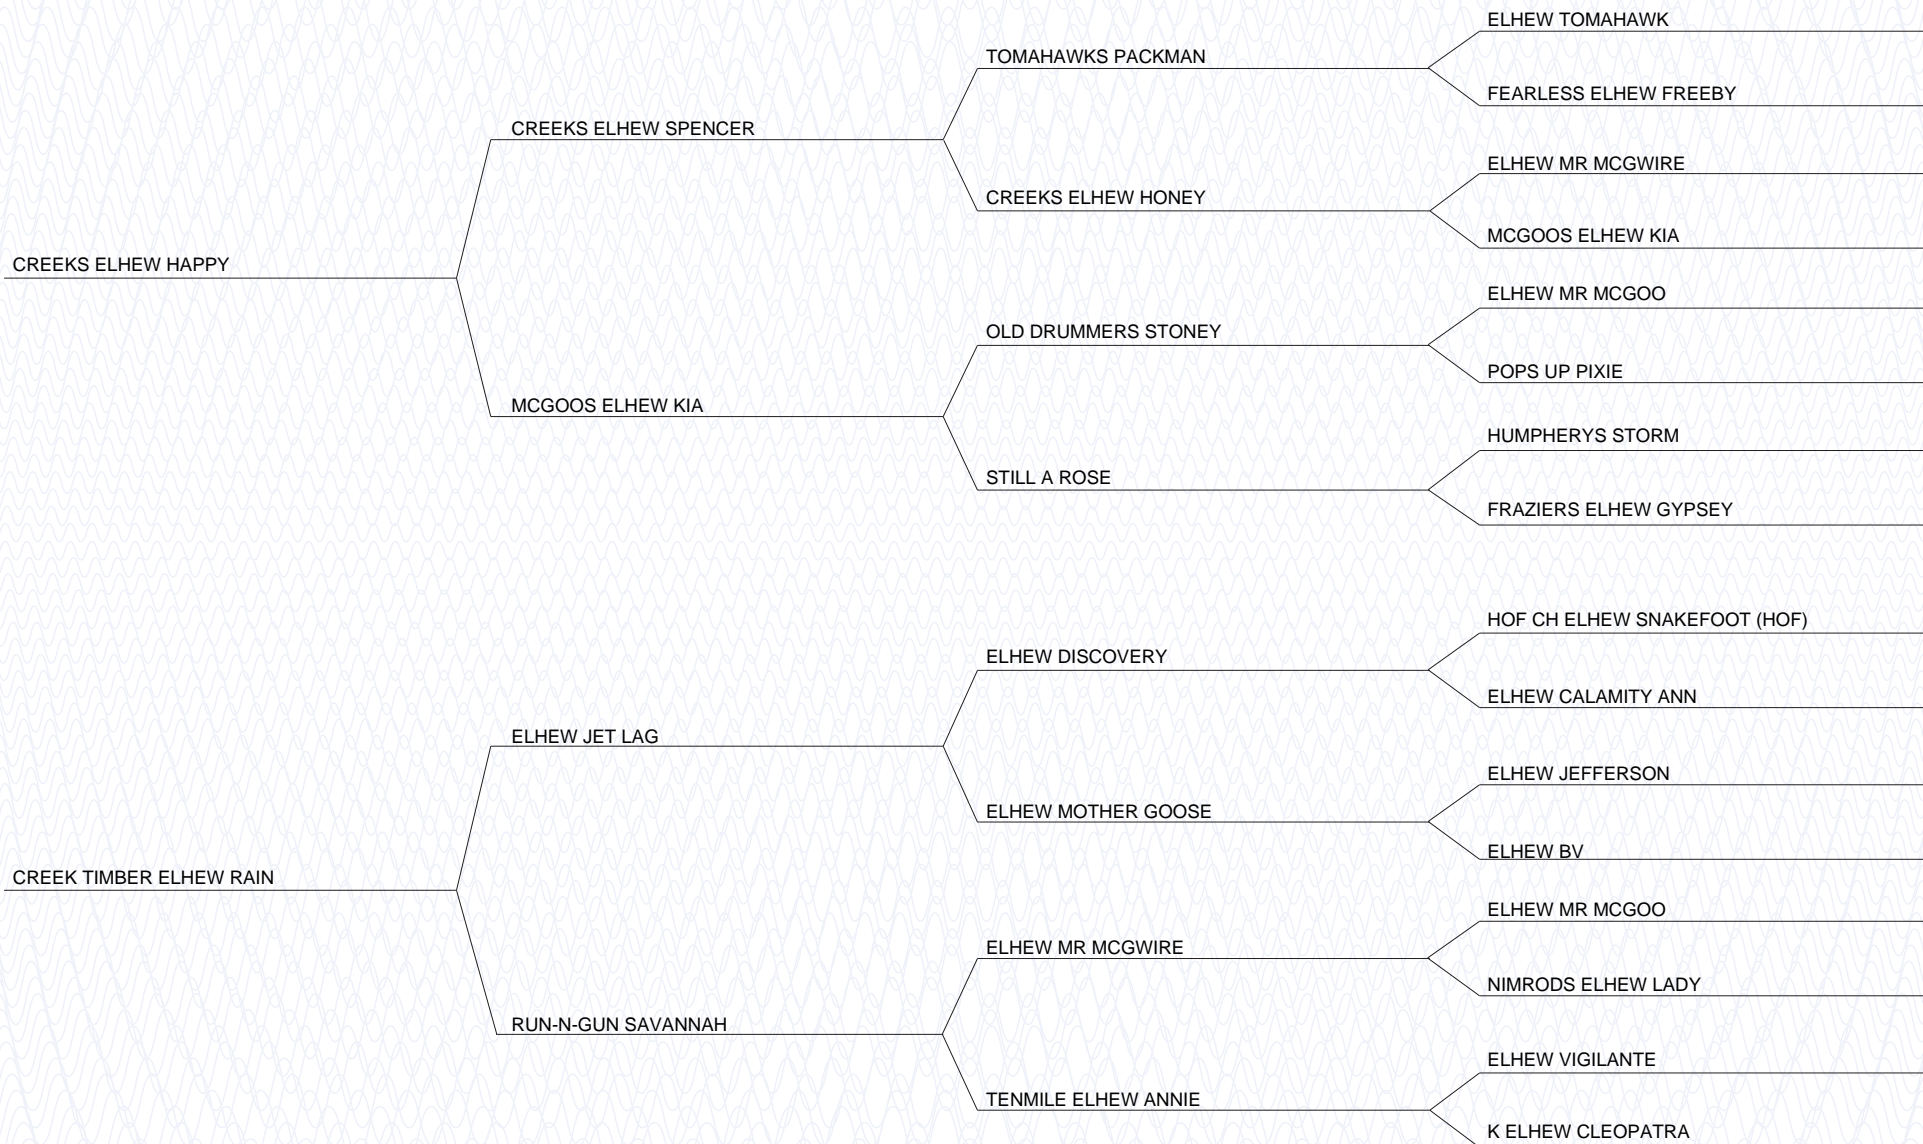 ELHEW TOMAHAWK
TOMAHAWKS PACKMAN
FEARLESS ELHEW FREEBY
CREEKS ELHEW SPENCER
ELHEW MR MCGWIRE
CREEKS ELHEW HONEY
MCGOOS ELHEW KIA
CREEKS ELHEW HAPPY
ELHEW MR MCGOO
OLD DRUMMERS STONEY
POPS UP PIXIE
MCGOOS ELHEW KIA
HUMPHERYS STORM
STILL A ROSE
FRAZIERS ELHEW GYPSEY
HOF CH ELHEW SNAKEFOOT (HOF)
ELHEW DISCOVERY
ELHEW CALAMITY ANN
ELHEW JET LAG
ELHEW JEFFERSON
ELHEW MOTHER GOOSE
ELHEW BV
CREEK TIMBER ELHEW RAIN
ELHEW MR MCGOO
ELHEW MR MCGWIRE
NIMRODS ELHEW LADY
RUN-N-GUN SAVANNAH
ELHEW VIGILANTE
TENMILE ELHEW ANNIE
K ELHEW CLEOPATRA